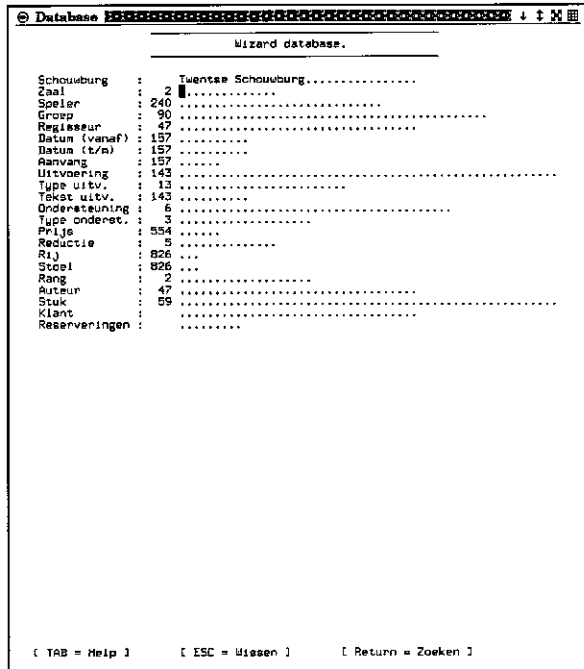 Database
Wizard database.
Schouwburg : Twentse Schouwburg................
Zaal : 2 .............
Speler : 240 ..............................
Groep : 90 ..............................................
Regisseur : 47 ...................................
Datum (vanaf) : 157 ..........
Datum (t/m) : 157 ..........
Aanvang : 157 ......
Uitvoering : 143 ........................................................
Type uitv. : 13 .........................
Tekst uitv. : 143 ..........
Ondersteuning : 6 ........................................
Type onderst. : 3 ....................
Prijs : 554 ......
Reductie : 5 ..............
Rij : 826 ...
Stoel : 826 ...
Rang : 2 ....................
Auteur : 47 ...................................
Stuk : 59 ........................................................
Klant : ...................................
Reserveringen : .........
[ TAB = Help ] [ ESC = Wissen ] [ Return = Zoeken ]